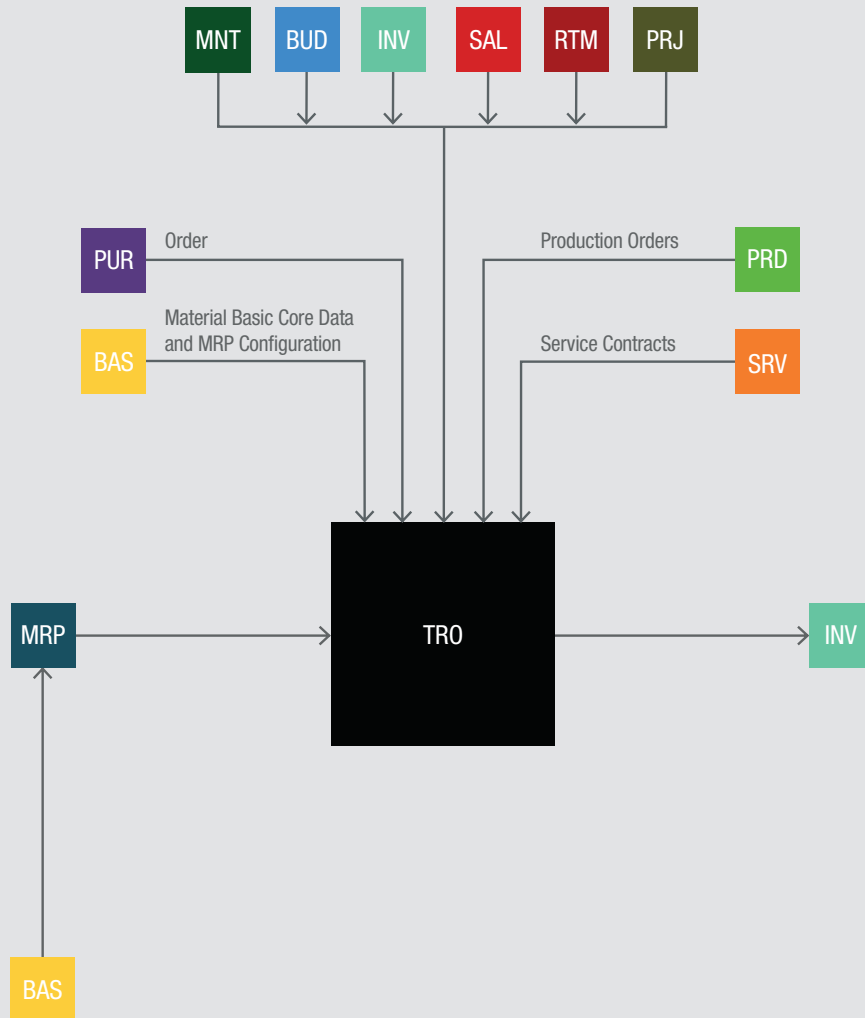 MNT
BUD
INV
SAL
RTM
PRJ
PUR
Order
Production Orders
PRD
BAS
Material Basic Core Data
and MRP Configuration
Service Contracts
SRV
MRP
TRO
INV
BAS